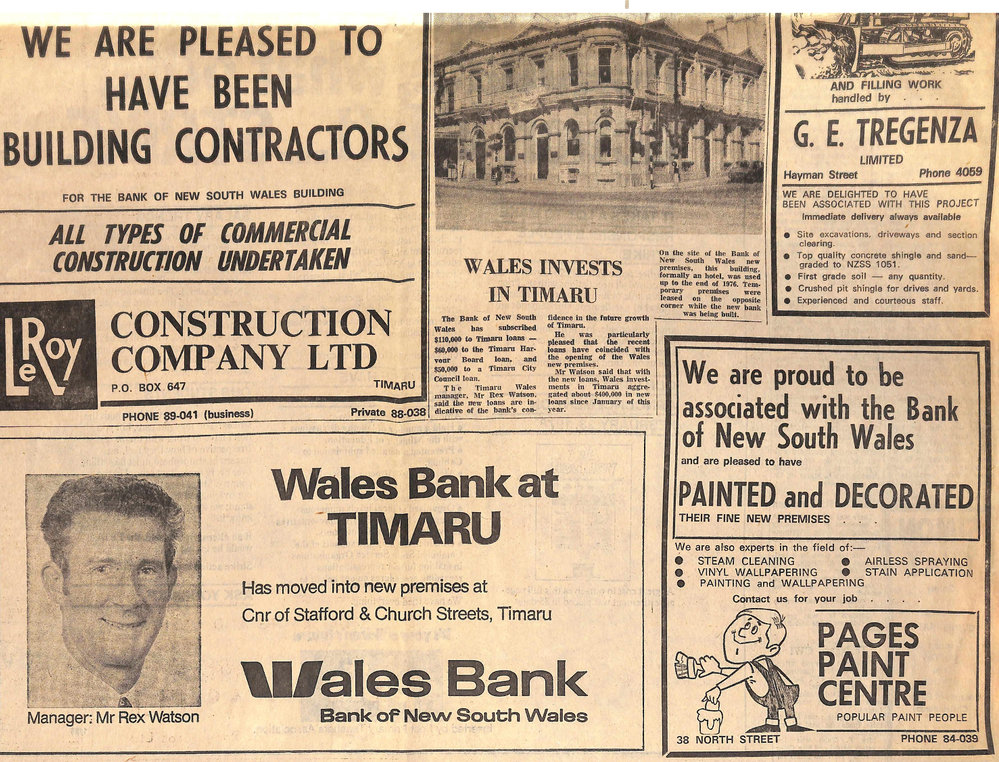 WE ARE PLEASED TO
HAVE BEEN
BUILDING CONTRACTORS
FOR THE BANK OF NEW SOUTH WALES BUILDING
ALL TYPES OF COMMERCIAL
CONSTRUCTION UNDERTAKEN
LeRoy
CONSTRUCTION
COMPANY LTD
P.O. BOX 647 TIMARU
PHONE 89-041 (business) Private 88-038
WALES INVESTS
IN TIMARU
The Bank of New South
Wales has subscribed
$110,000 to Timaru loans —
$60,000 to the Timaru Har-
vour Board loan, and
$50,000 to a Timaru City
Council loan.
The Timaru Wales
manager, Mr Rex Watson,
said the new loans are in-
dicative of the bank's con-
fidence in the future growth
of Timaru.
He was particularly
pleased that the recent
loans have coincided with
the opening of the Wales
new premises.
Mr Watson said that with
the new loans, Wales invest-
ments in Timaru aggre-
gated about $400,000 in new
loans since January of this
year.
On the site of the Bank of
New South Wales new
premises, this building,
formally an hotel, was used
up to the end of 1976. Tem-
porary premises were
leased on the opposite
corner while the new bank
was being built.
AND FILLING WORK
handled by . . . .
G. E. TREGENZA
LIMITED
Hayman Street Phone 4059
WE ARE DELIGHTED TO HAVE
BEEN ASSOCIATED WITH THIS PROJECT
Immediate delivery always available
● Site excavations, driveways and section
clearing.
● Top quality concrete shingle and sand—
graded to NZSS 1051.
● First grade soil — any quantity.
● Crushed pit shingle for drives and yards.
● Experienced and courteous staff.
Wales Bank at
TIMARU
Has moved into new premises at
Cnr of Stafford & Church Streets, Timaru
Wales Bank
Bank of New South Wales
Manager: Mr Rex Watson
We are proud to be
associated with the Bank
of New South Wales
and are pleased to have
PAINTED and DECORATED
THEIR FINE NEW PREMISES . . . .
We are also experts in the field of:—
● STEAM CLEANING ● AIRLESS SPRAYING
● VINYL WALLPAPERING ● STAIN APPLICATION
● PAINTING and WALLPAPERING
Contact us for your job . . . . .
PAGES
PAINT
CENTRE
POPULAR PAINT PEOPLE
38 NORTH STREET PHONE 84-039